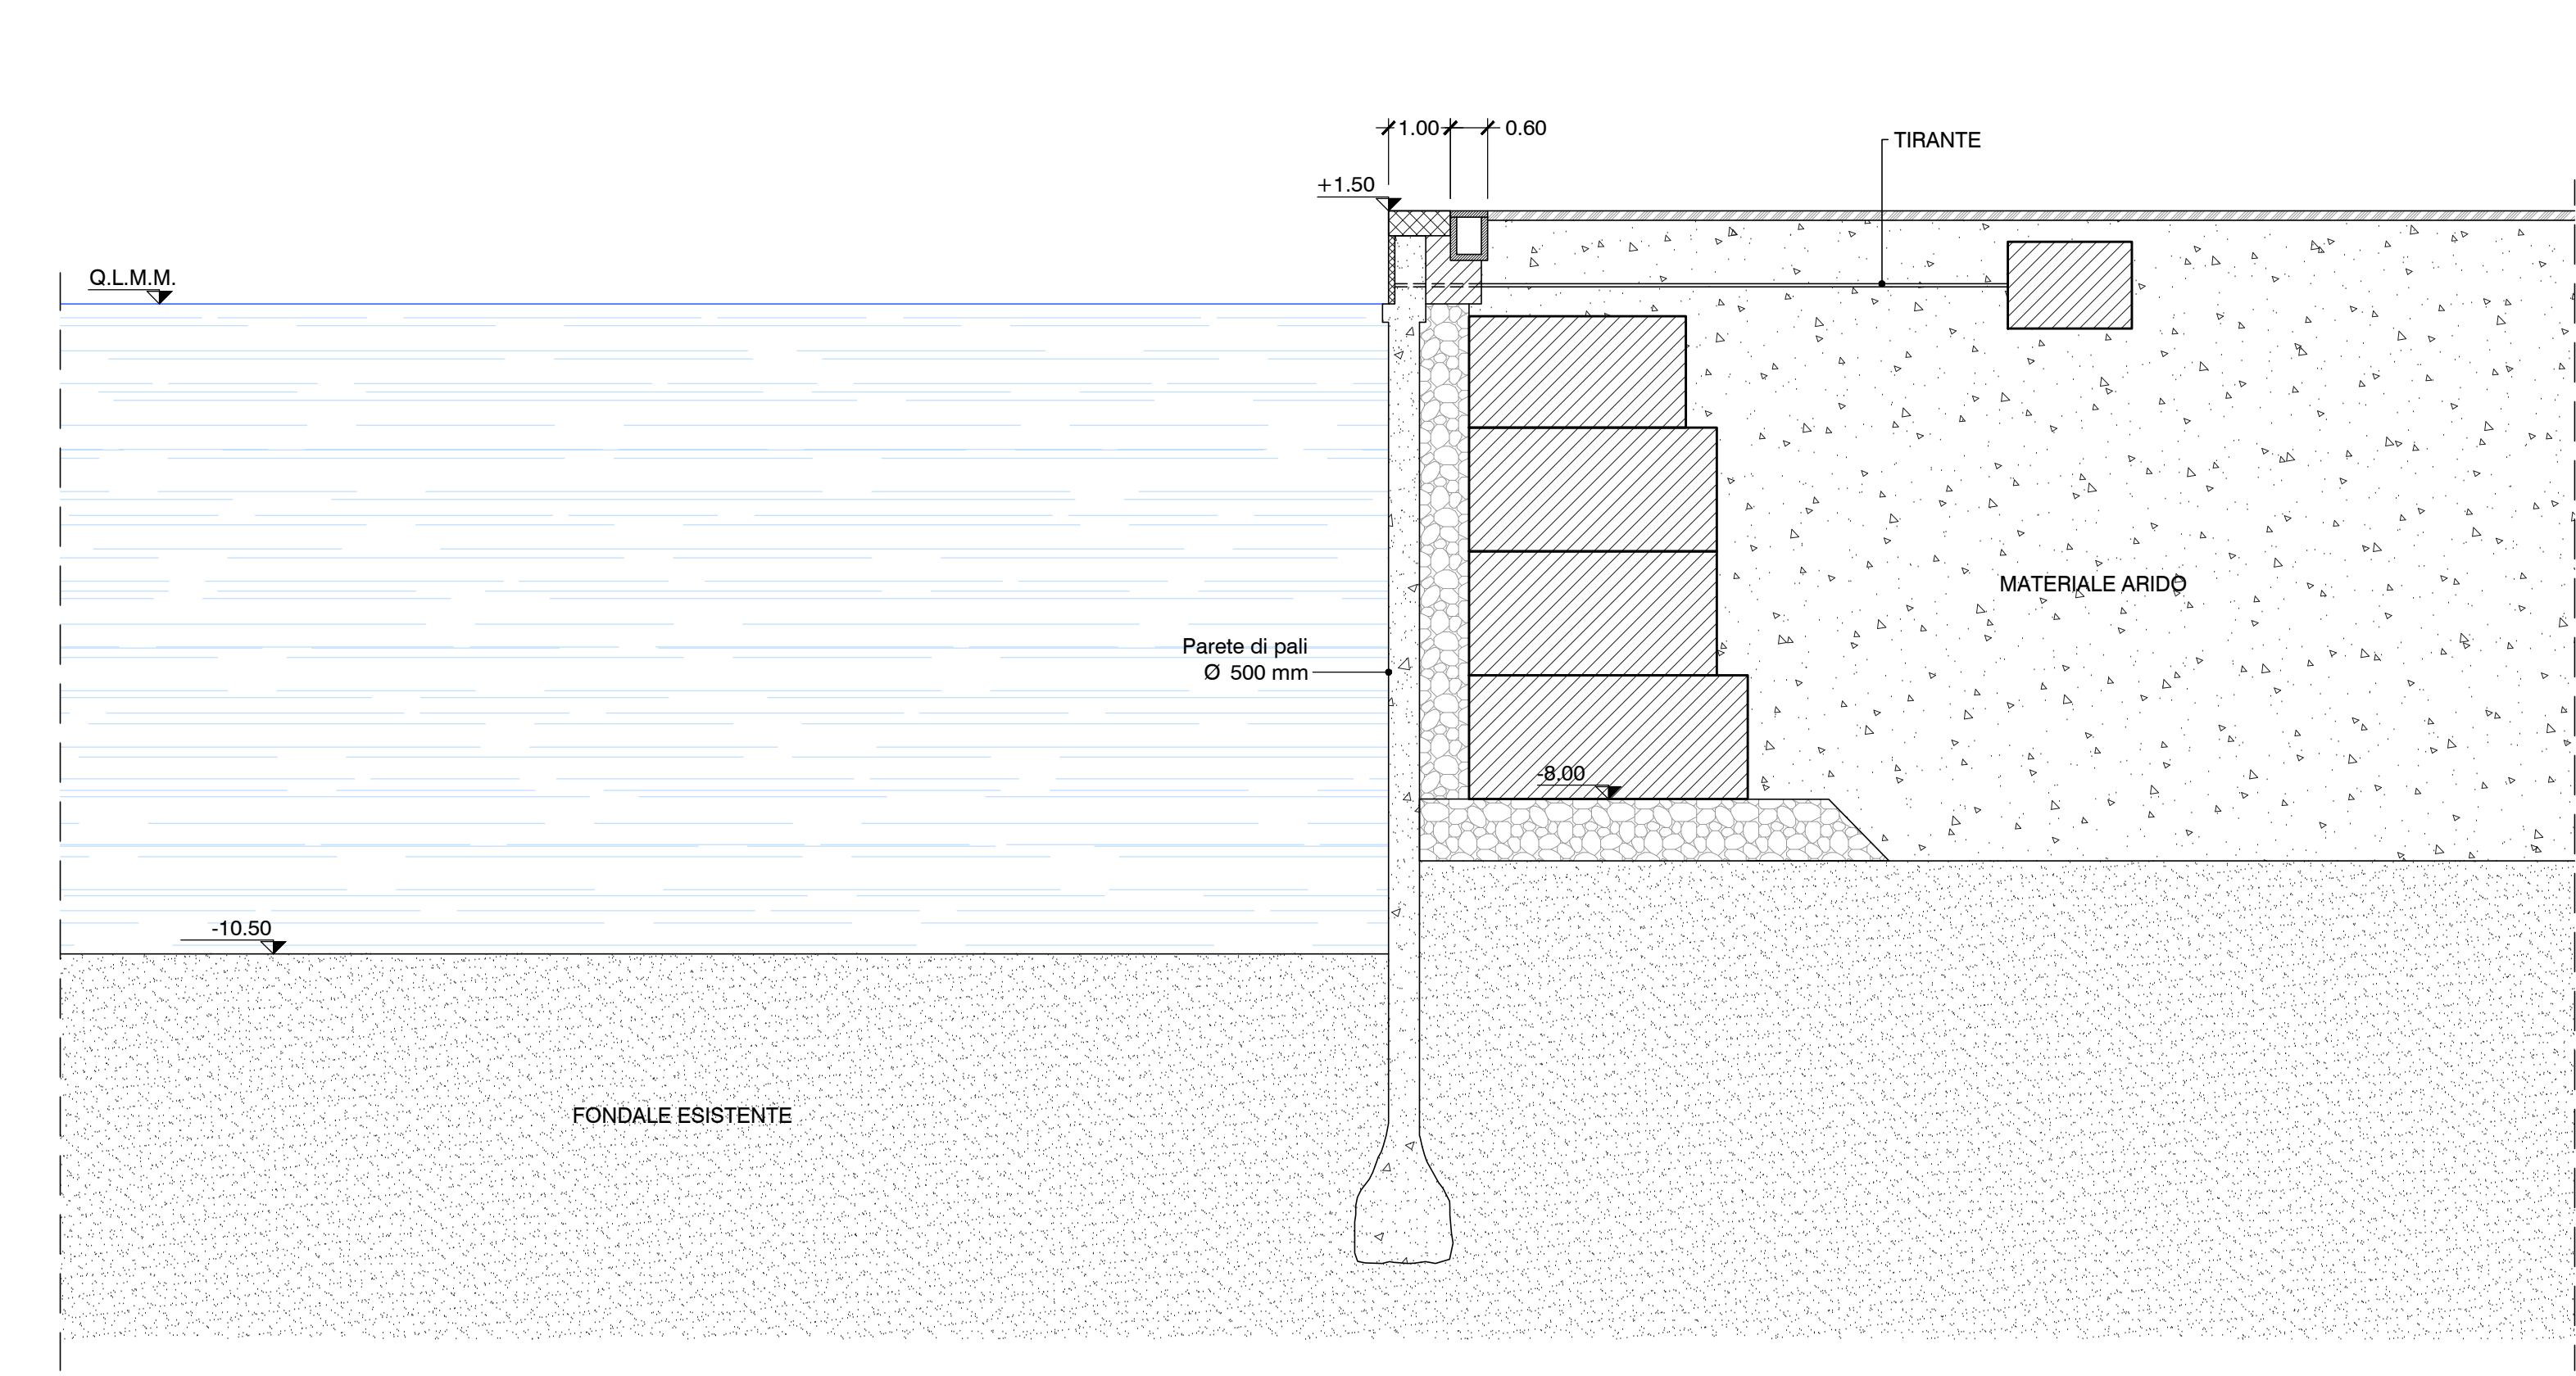 1.00
0.60
TIRANTE
+1.50
Q.L.M.M.
MATERIALE ARIDO
Parete di pali
Ø 500 mm
-8.00
-10.50
FONDALE ESISTENTE